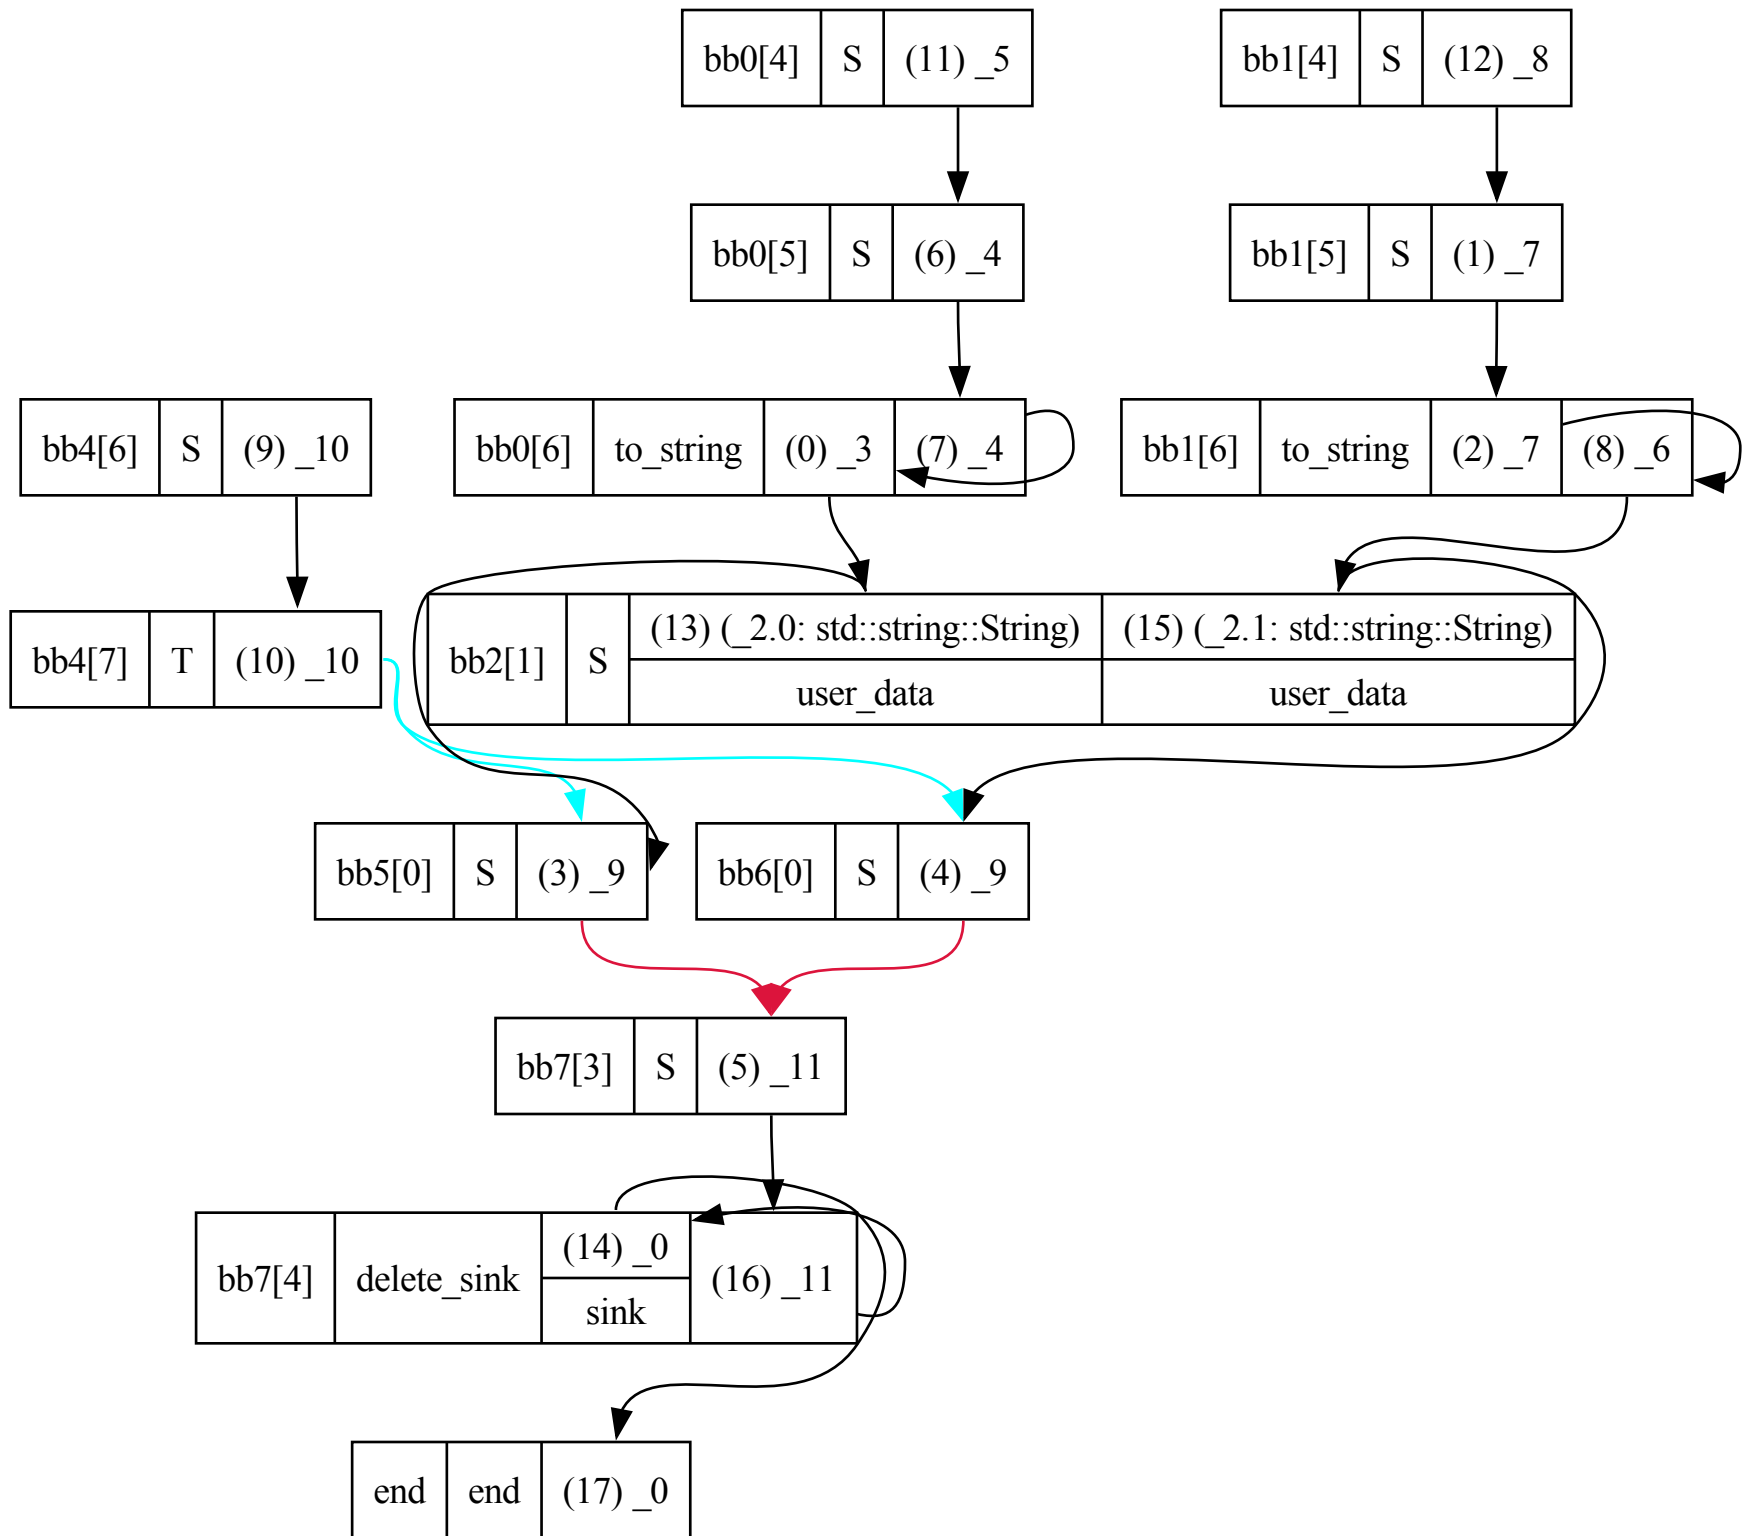 bb0[4] S (11) _5
bb1[4] S (12) _8
bb0[5] S (6) _4
bb1[5] S (1) _7
bb4[6] S (9) _10
bb0[6] to_string (0) _3 (7) _4
bb1[6] to_string (2) _7 (8) _6
bb4[7] T (10) _10
bb2[1] S (13) (_2.0: std::string::String) (15) (_2.1: std::string::String)
user_data user_data
bb5[0] S (3) _9
bb6[0] S (4) _9
bb7[3] S (5) _11
bb7[4] delete_sink (14) _0 (16) _11
sink
end end (17) _0